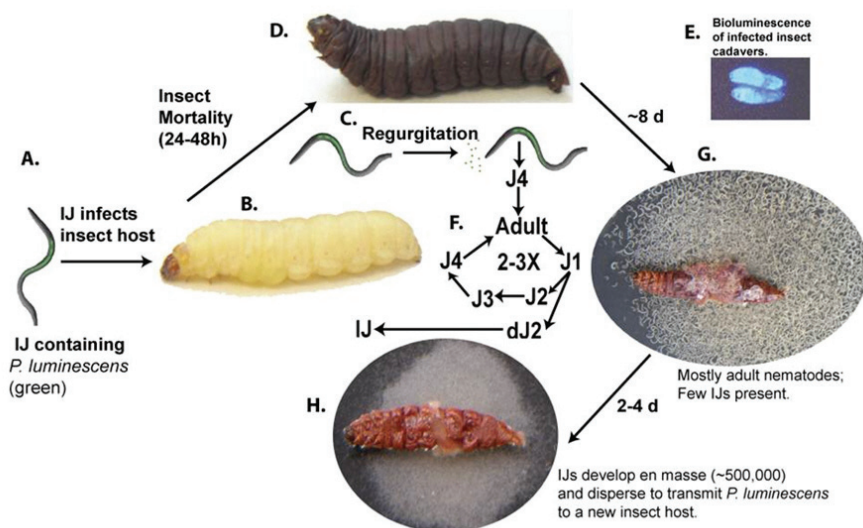 A.
IJ infects
insect host
IJ containing
P. luminescens
(green)
B.
Insect
Mortality
(24-48h)
C.
Regurgitation
D.
E.
Bioluminescence
of infected insect
cadavers.
~8 d
F.
J4
Adult
J4
2-3X
J1
J3
J2
IJ
dJ2
G.
Mostly adult nematodes;
Few IJs present.
2-4 d
H.
IJs develop en masse (~500,000)
and disperse to transmit P. luminescens
to a new insect host.